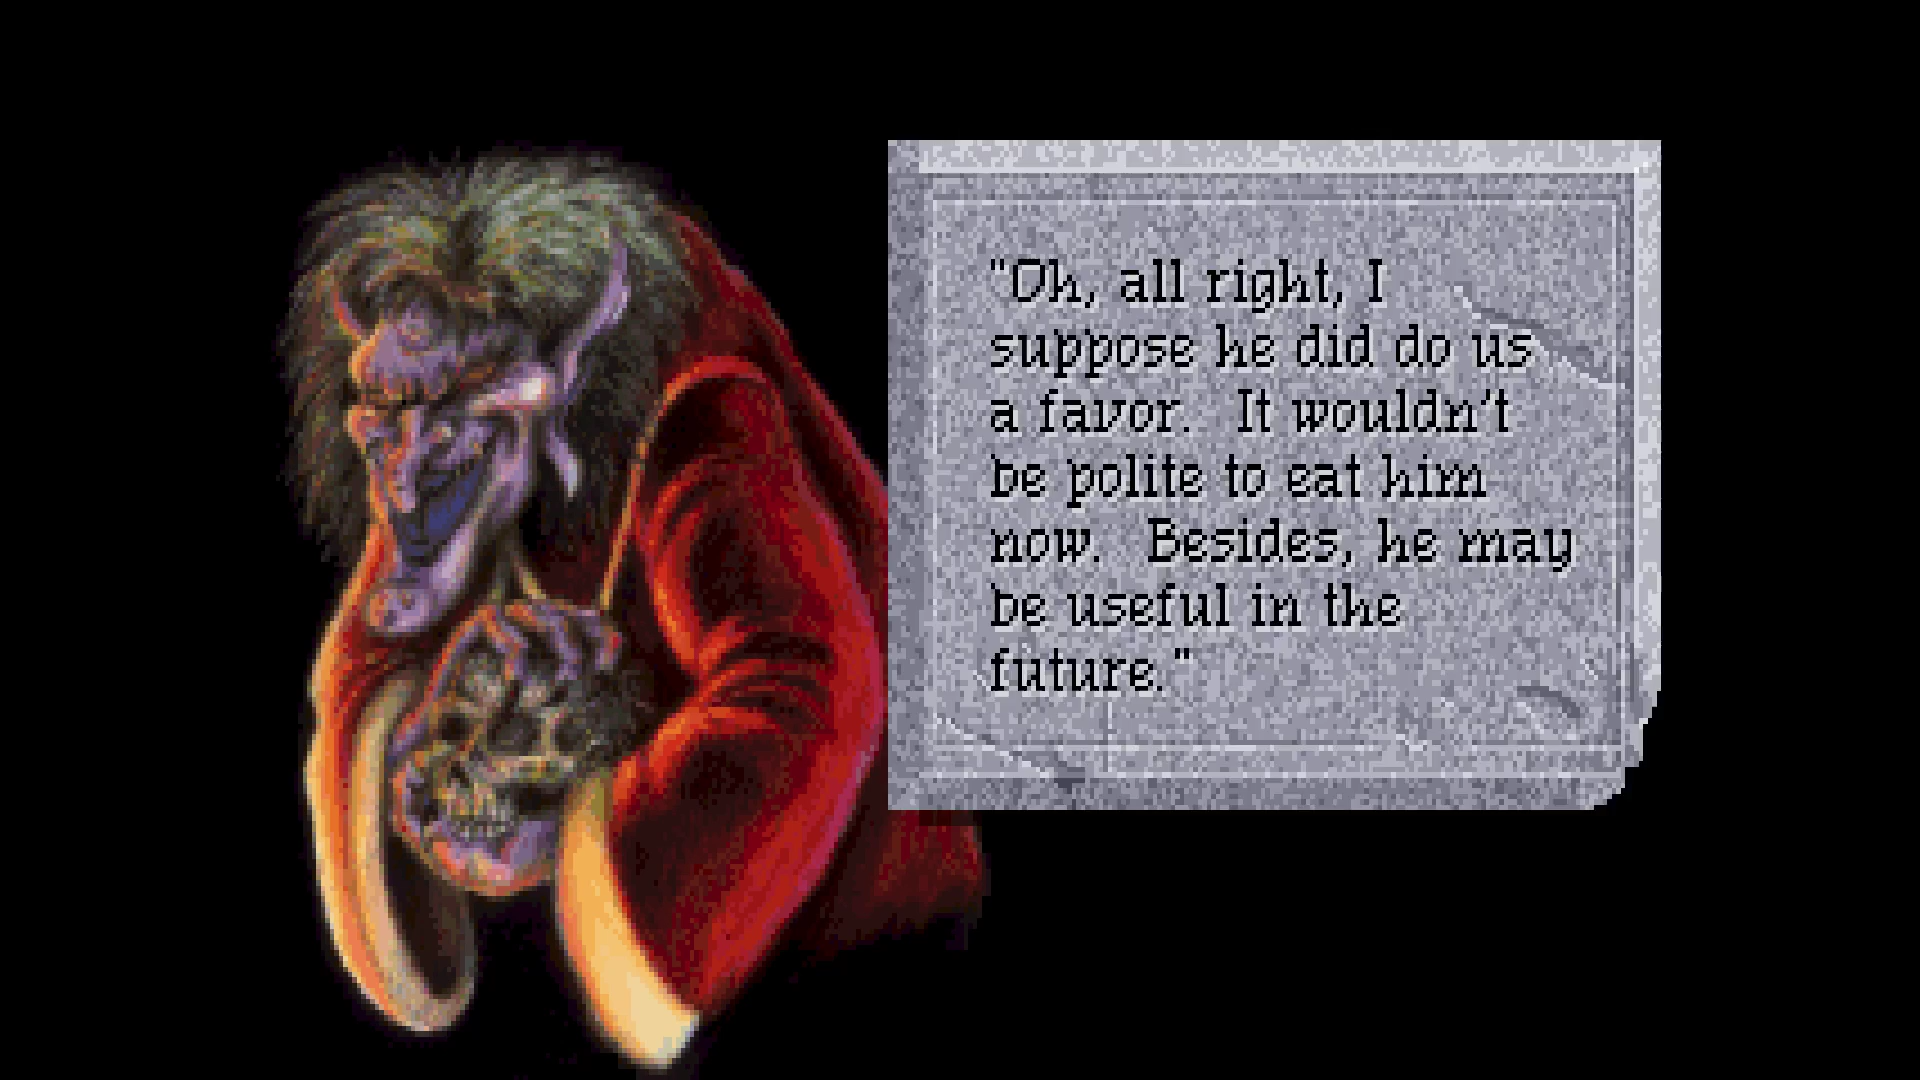 "Oh, all right, I
suppose he did do us
a favor.  It wouldn't
be polite to eat him
now.  Besides, he may
be useful in the
future."